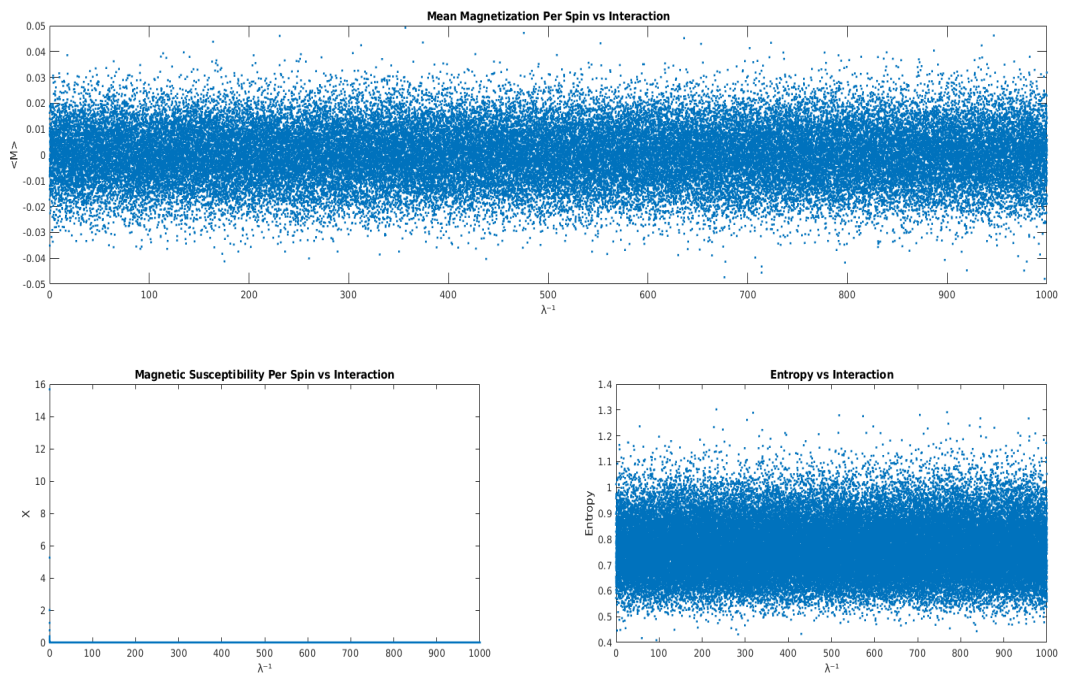 Mean Magnetization Per Spin vs Interaction
0.05
0.04
0.03
0.02
0.01
0
-0.01
-0.02
-0.03
-0.04
-0.05
<M>
0 100 200 300 400 500 600 700 800 900 1000
λ⁻¹
Magnetic Susceptibility Per Spin vs Interaction
16
14
12
10
8
6
4
2
0
X
0 100 200 300 400 500 600 700 800 900 1000
λ⁻¹
Entropy vs Interaction
1.4
1.3
1.2
1.1
1
0.9
0.8
0.7
0.6
0.5
0.4
Entropy
0 100 200 300 400 500 600 700 800 900 1000
λ⁻¹